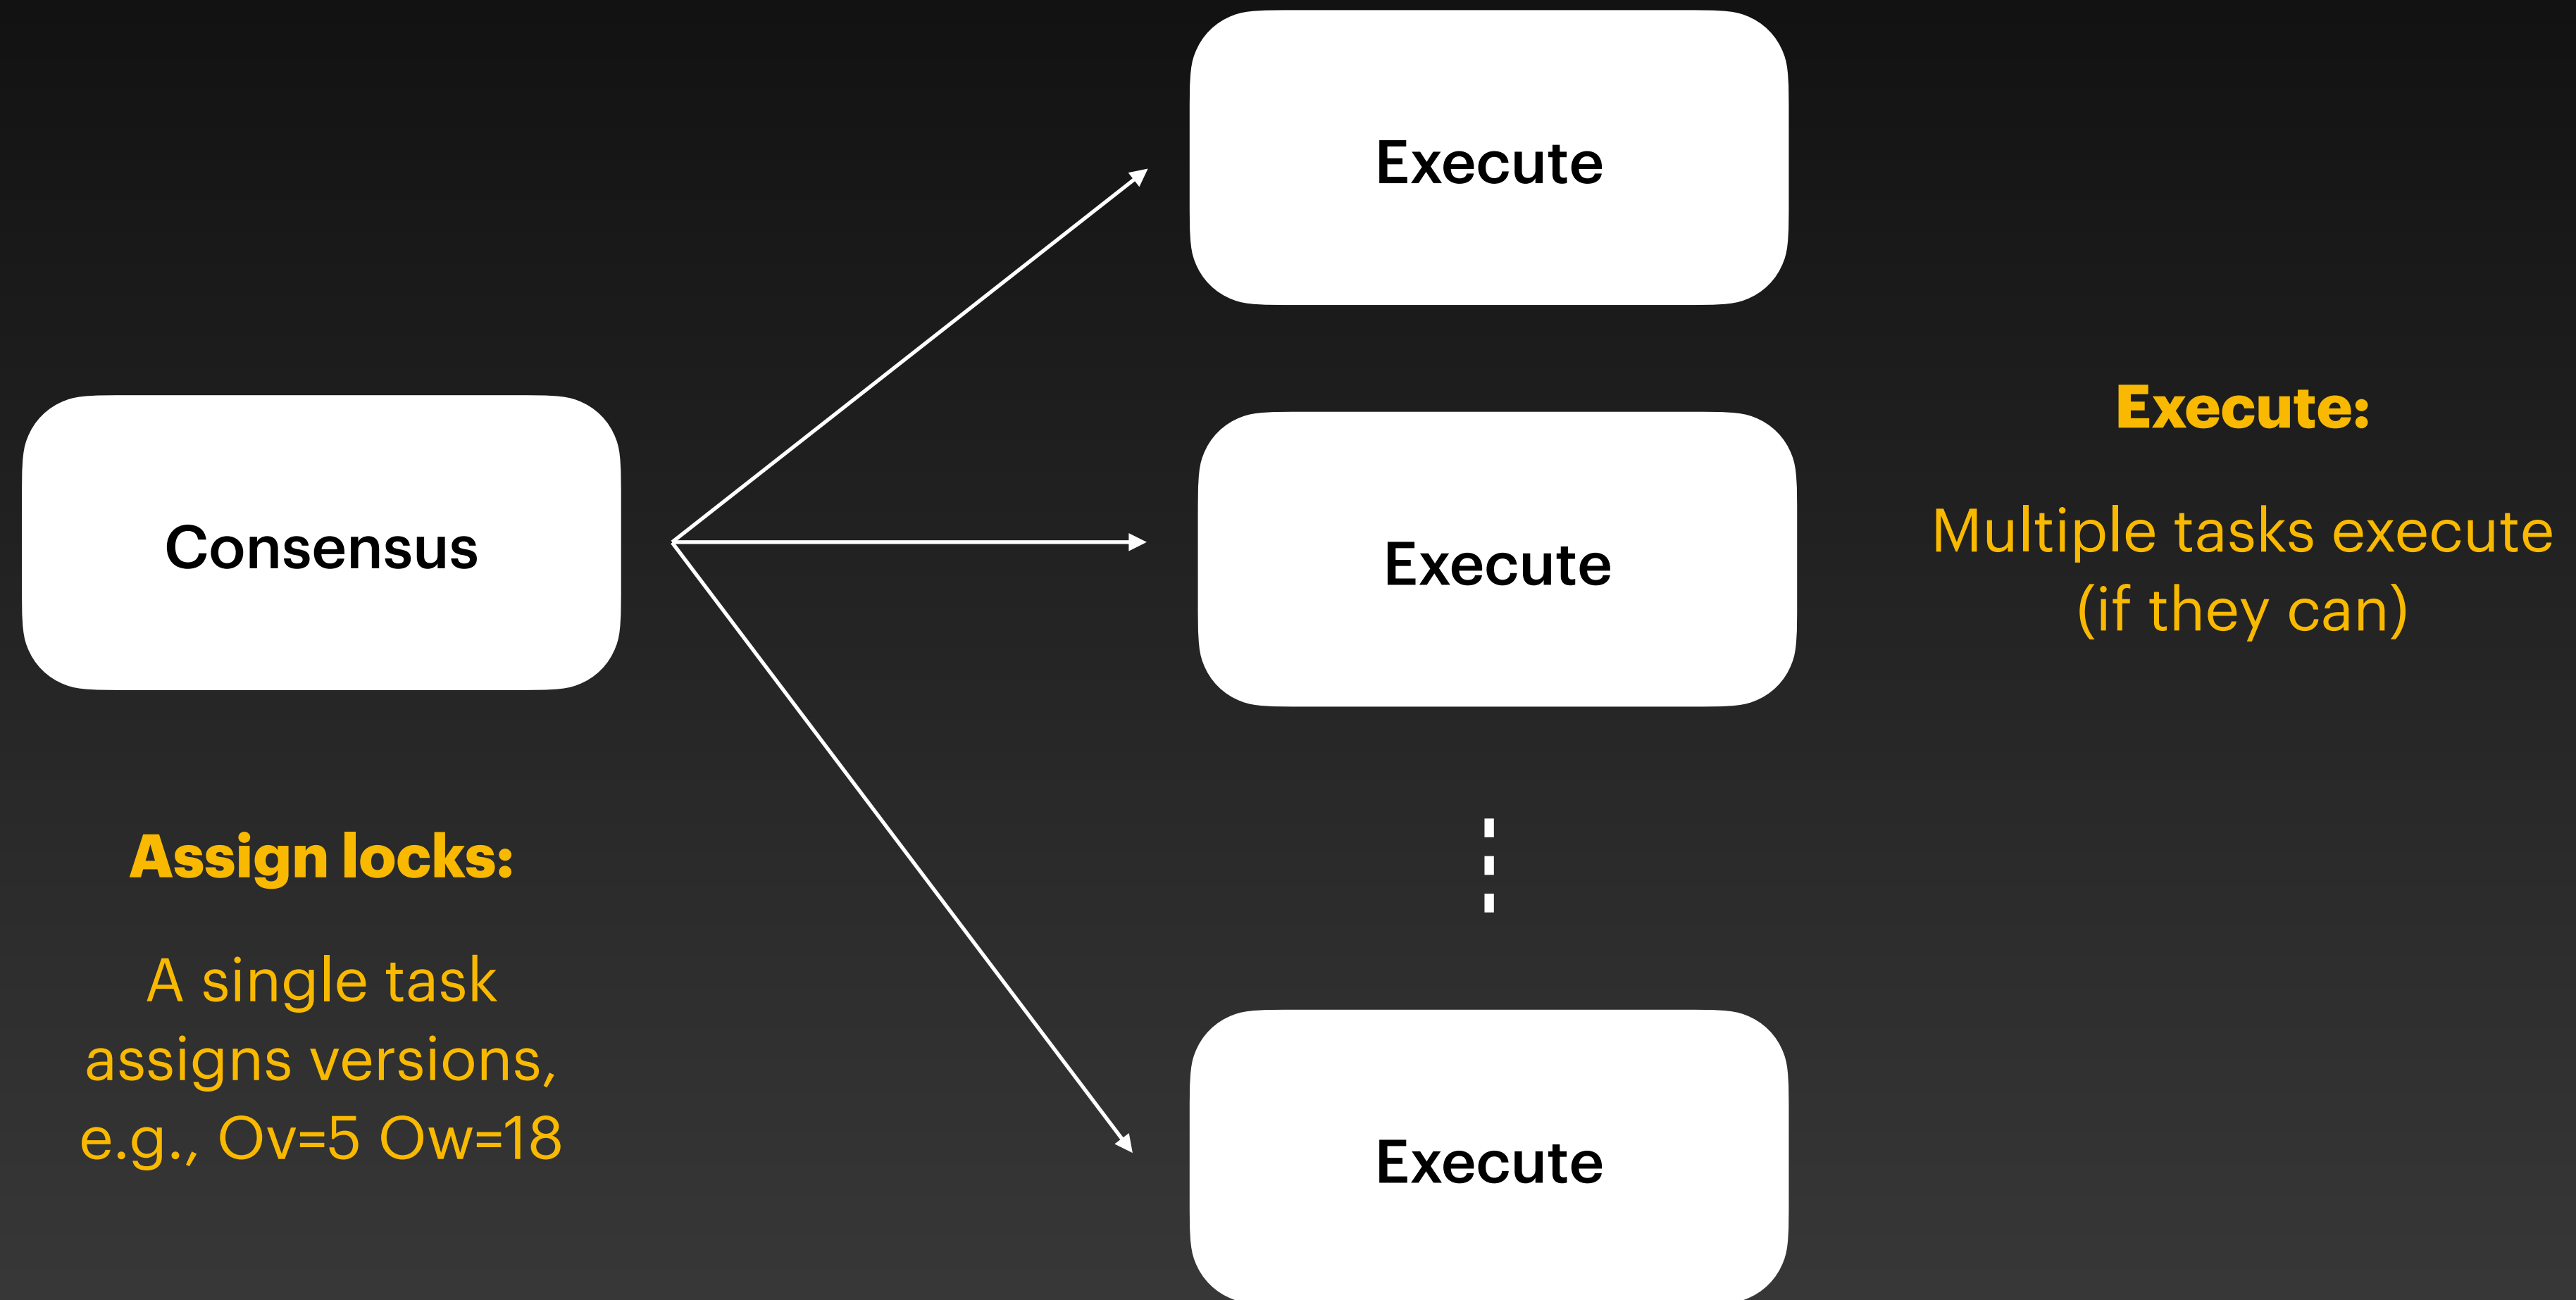 Consensus
Assign locks:
A single task
assigns versions,
e.g., Ov=5 Ow=18
Execute
Execute
Execute
Execute:
Multiple tasks execute
(if they can)